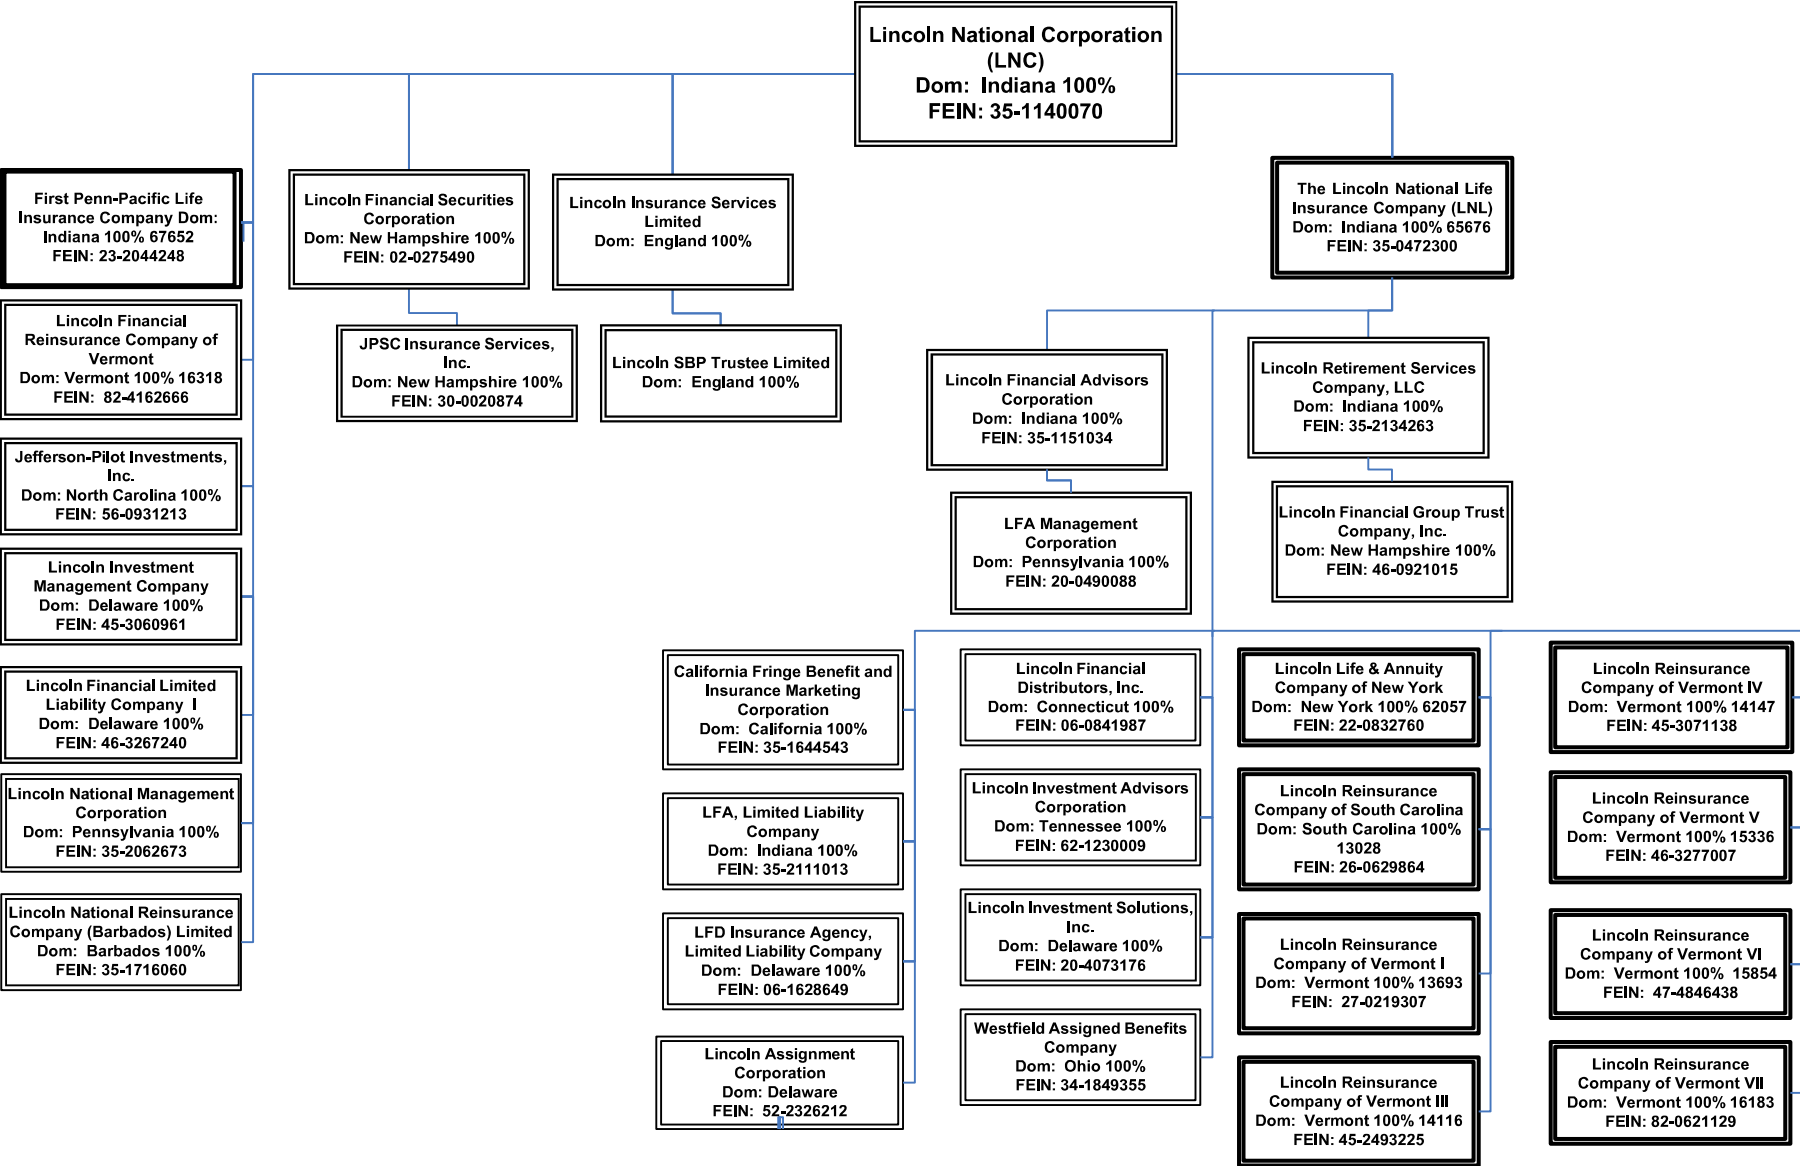 Lincoln National Corporation
(LNC)
Dom: Indiana 100%
FEIN: 35-1140070
First Penn-Pacific Life
Insurance Company Dom:
Indiana 100% 67652
FEIN: 23-2044248
Lincoln Financial Securities
Corporation
Dom: New Hampshire 100%
FEIN: 02-0275490
Lincoln Insurance Services
Limited
Dom: England 100%
The Lincoln National Life
Insurance Company (LNL)
Dom: Indiana 100% 65676
FEIN: 35-0472300
Lincoln Financial
Reinsurance Company of
Vermont
Dom: Vermont 100% 16318
FEIN: 82-4162666
JPSC Insurance Services,
Inc.
Dom: New Hampshire 100%
FEIN: 30-0020874
Lincoln SBP Trustee Limited
Dom: England 100%
Lincoln Financial Advisors
Corporation
Dom: Indiana 100%
FEIN: 35-1151034
Lincoln Retirement Services
Company, LLC
Dom: Indiana 100%
FEIN: 35-2134263
Jefferson-Pilot Investments,
Inc.
Dom: North Carolina 100%
FEIN: 56-0931213
LFA Management
Corporation
Dom: Pennsylvania 100%
FEIN: 20-0490088
Lincoln Financial Group Trust
Company, Inc.
Dom: New Hampshire 100%
FEIN: 46-0921015
Lincoln Investment
Management Company
Dom: Delaware 100%
FEIN: 45-3060961
Lincoln Financial Limited
Liability Company I
Dom: Delaware 100%
FEIN: 46-3267240
Lincoln National Management
Corporation
Dom: Pennsylvania 100%
FEIN: 35-2062673
Lincoln National Reinsurance
Company (Barbados) Limited
Dom: Barbados 100%
FEIN: 35-1716060
California Fringe Benefit and
Insurance Marketing
Corporation
Dom: California 100%
FEIN: 35-1644543
LFA, Limited Liability
Company
Dom: Indiana 100%
FEIN: 35-2111013
LFD Insurance Agency,
Limited Liability Company
Dom: Delaware 100%
FEIN: 06-1628649
Lincoln Assignment
Corporation
Dom: Delaware
FEIN: 52-2326212
Lincoln Financial
Distributors, Inc.
Dom: Connecticut 100%
FEIN: 06-0841987
Lincoln Investment Advisors
Corporation
Dom: Tennessee 100%
FEIN: 62-1230009
Lincoln Investment Solutions,
Inc.
Dom: Delaware 100%
FEIN: 20-4073176
Westfield Assigned Benefits
Company
Dom: Ohio 100%
FEIN: 34-1849355
Lincoln Life & Annuity
Company of New York
Dom: New York 100% 62057
FEIN: 22-0832760
Lincoln Reinsurance
Company of South Carolina
Dom: South Carolina 100%
13028
FEIN: 26-0629864
Lincoln Reinsurance
Company of Vermont I
Dom: Vermont 100% 13693
FEIN: 27-0219307
Lincoln Reinsurance
Company of Vermont III
Dom: Vermont 100% 14116
FEIN: 45-2493225
Lincoln Reinsurance
Company of Vermont IV
Dom: Vermont 100% 14147
FEIN: 45-3071138
Lincoln Reinsurance
Company of Vermont V
Dom: Vermont 100% 15336
FEIN: 46-3277007
Lincoln Reinsurance
Company of Vermont VI
Dom: Vermont 100% 15854
FEIN: 47-4846438
Lincoln Reinsurance
Company of Vermont VII
Dom: Vermont 100% 16183
FEIN: 82-0621129